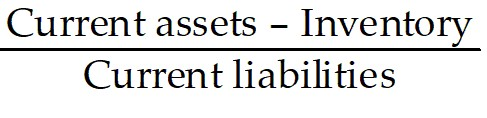 Current assets – Inventory
Current liabilities